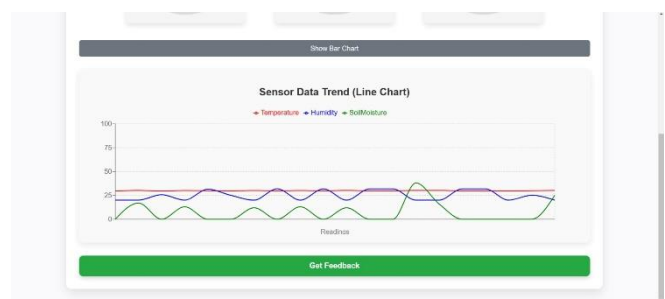 Show Bar Chart
Sensor Data Trend (Line Chart)
Temperature Humidity SoilMoisture
100
75
50
25
0
Readings
Get Feedback